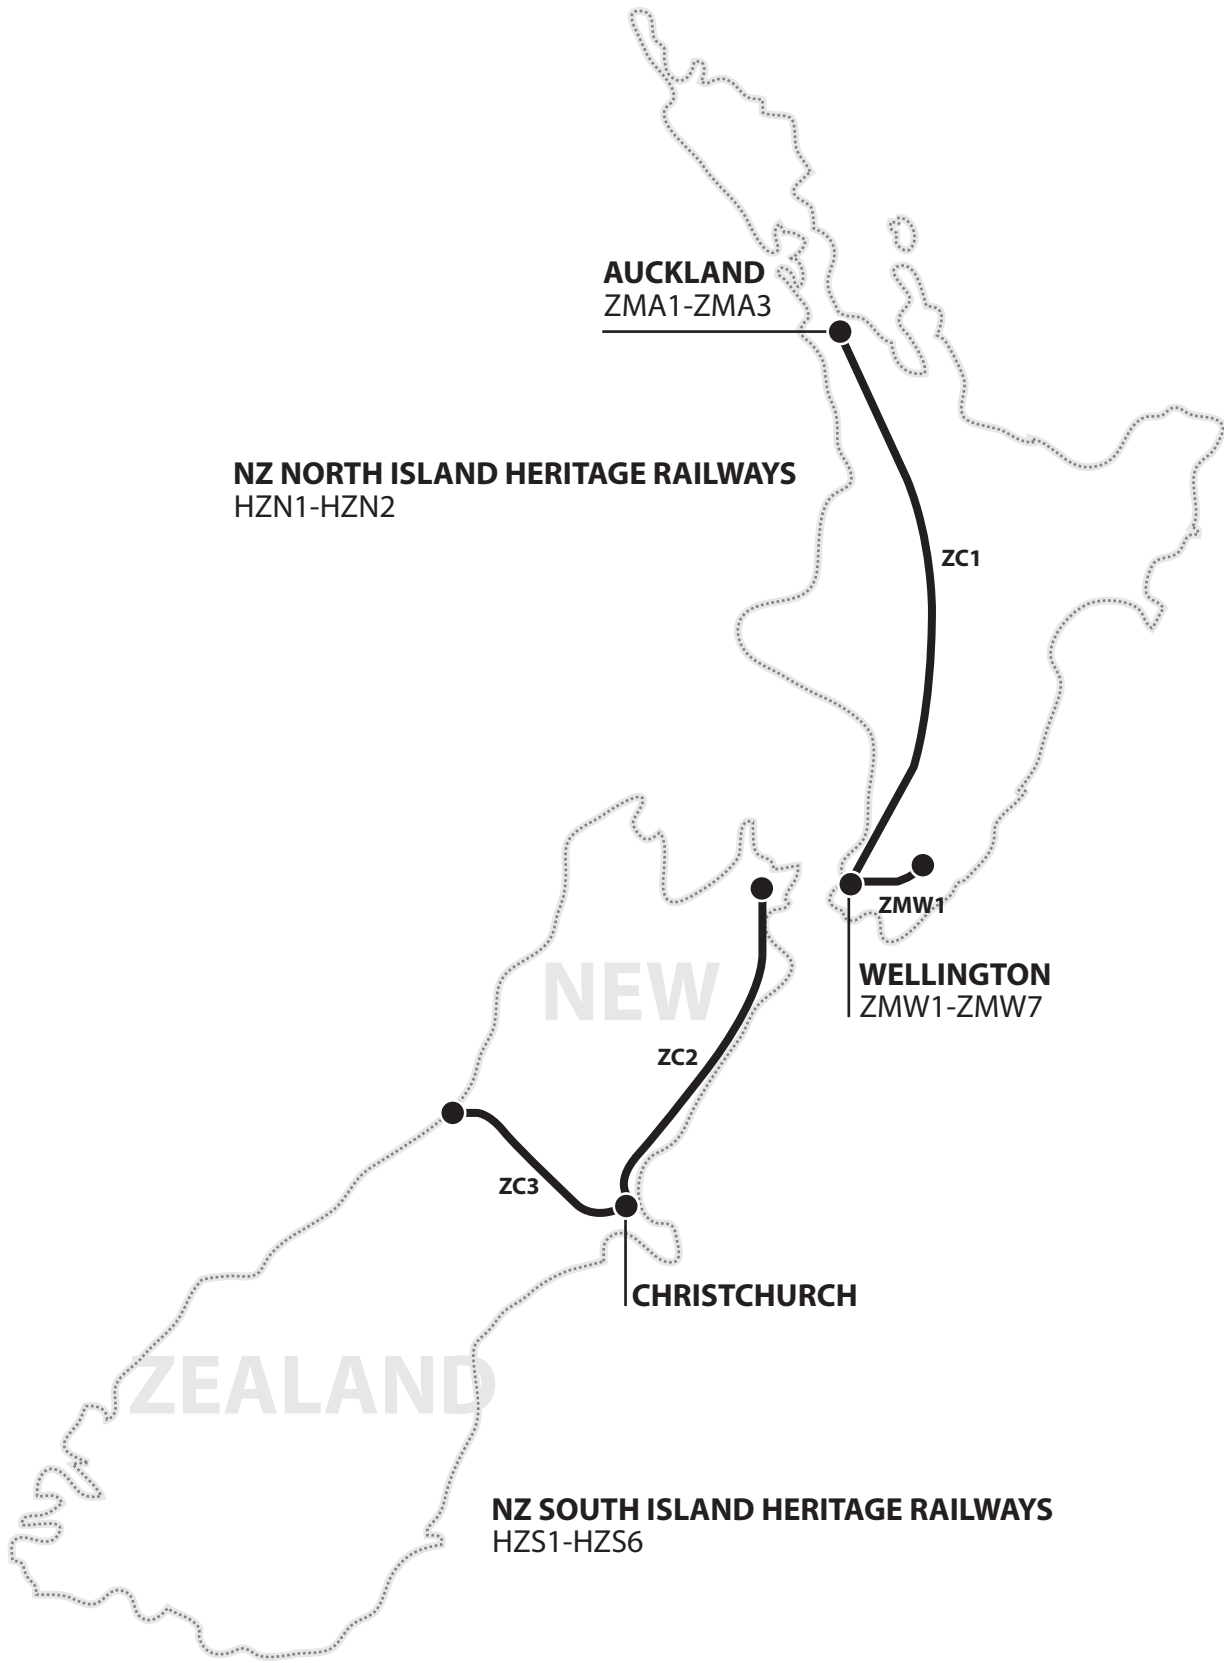 AUCKLAND
ZMA1-ZMA3
NZ NORTH ISLAND HERITAGE RAILWAYS
HZN1-HZN2
ZC1
ZMW1
WELLINGTON
ZMW1-ZMW7
NEW
ZC2
ZC3
CHRISTCHURCH
ZEALAND
NZ SOUTH ISLAND HERITAGE RAILWAYS
HZS1-HZS6